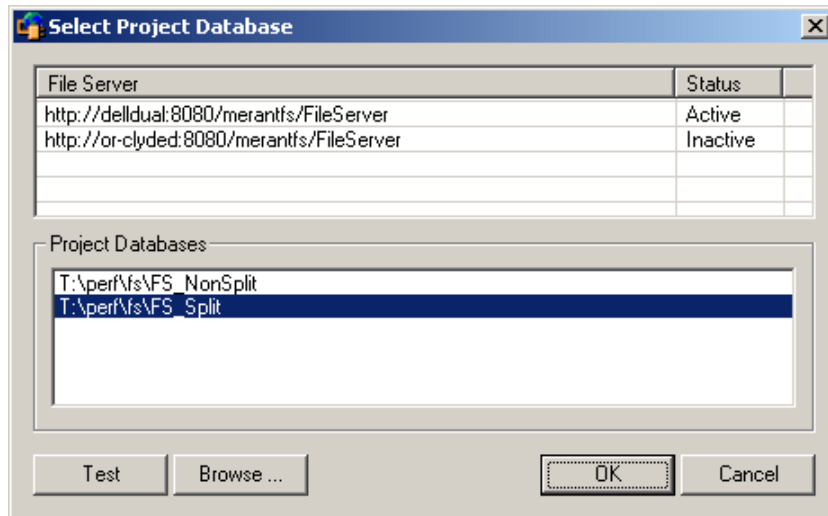 Select Project Database
File Server Status
http://delldual:8080/merantfs/FileServer Active
http://or-clyded:8080/merantfs/FileServer Inactive
Project Databases
T:\perf\fs\FS_NonSplit
T:\perf\fs\FS_Split
Test Browse ... OK Cancel